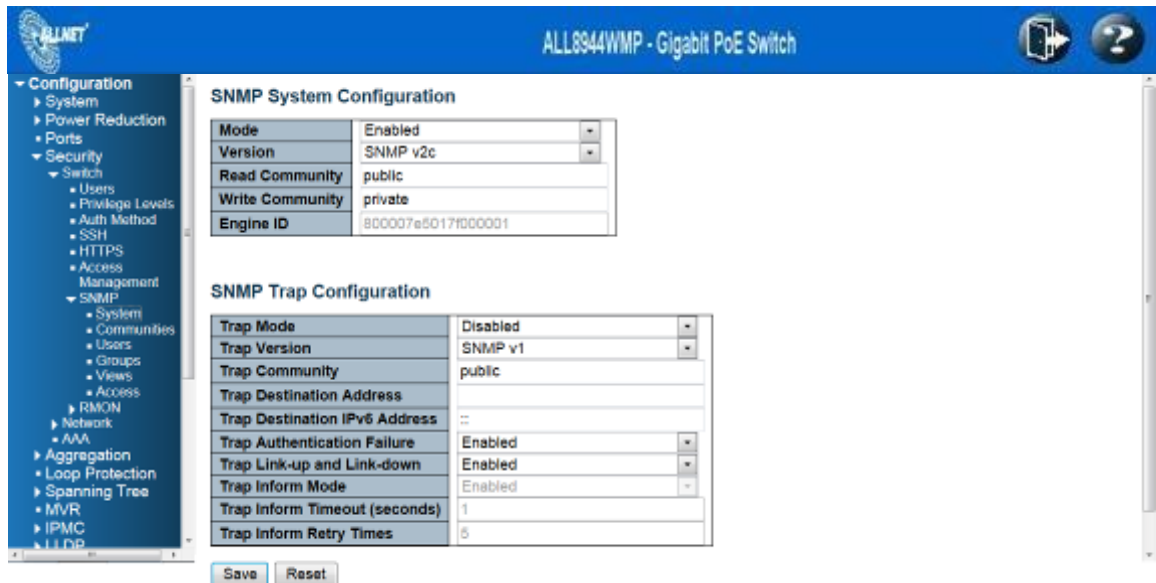 ALLNET
ALL8944WMP - Gigabit PoE Switch
?
Configuration
System
Power Reduction
Ports
Security
Switch
Users
Privilege Levels
Auth Method
SSH
HTTPS
Access
Management
SNMP
System
Communities
Users
Groups
Views
Access
RMON
Network
AAA
Aggregation
Loop Protection
Spanning Tree
MVR
IPMC
LLDP
SNMP System Configuration
Mode Enabled
Version SNMP v2c
Read Community public
Write Community private
Engine ID 800007e5017f000001
SNMP Trap Configuration
Trap Mode Disabled
Trap Version SNMP v1
Trap Community public
Trap Destination Address
Trap Destination IPv6 Address ::
Trap Authentication Failure Enabled
Trap Link-up and Link-down Enabled
Trap Inform Mode Enabled
Trap Inform Timeout (seconds) 1
Trap Inform Retry Times 5
Save Reset